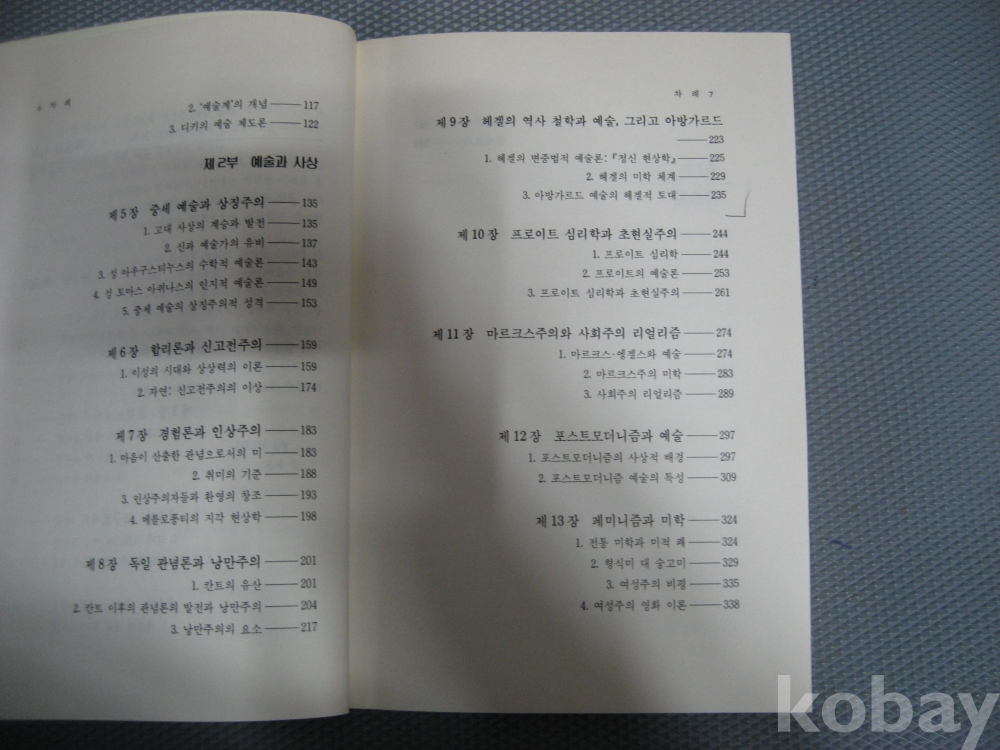 차례
2. '예술계'의 개념 117
3. 디키의 예술 제도론 122
제2부 예술과 사상
제5장 중세 예술과 상징주의 135
1. 고대 사상의 계승과 발전 135
2. 신과 예술가의 유비 137
3. 성 아우구스티누스의 수학적 예술론 143
4. 성 토마스 아퀴나스의 인지적 예술론 149
5. 중세 예술의 상징주의적 성격 153
제6장 합리론과 신고전주의 159
1. 이성의 시대와 상상력의 이론 159
2. 자연: 신고전주의의 이상 174
제7장 경험론과 인상주의 183
1. 마음이 산출한 관념으로서의 미 183
2. 취미의 기준 188
3. 인상주의자들과 환영의 창조 193
4. 메를로퐁티의 지각 현상학 198
제8장 독일 관념론과 낭만주의 201
1. 칸트의 유산 201
2. 칸트 이후의 관념론의 발전과 낭만주의 204
3. 낭만주의의 요소 217
차례 7
제9장 헤겔의 역사 철학과 예술, 그리고 아방가르드
223
1. 헤겔의 변증법적 예술론: 『정신 현상학』 225
2. 헤겔의 미학 체계 229
3. 아방가르드 예술의 헤겔적 토대 235
제10장 프로이트 심리학과 초현실주의 244
1. 프로이트 심리학 244
2. 프로이트의 예술론 253
3. 프로이트 심리학과 초현실주의 261
제11장 마르크스주의와 사회주의 리얼리즘 274
1. 마르크스·엥겔스와 예술 274
2. 마르크스주의 미학 283
3. 사회주의 리얼리즘 289
제12장 포스트모더니즘과 예술 297
1. 포스트모더니즘의 사상적 배경 297
2. 포스트모더니즘 예술의 특성 309
제13장 페미니즘과 미학 324
1. 전통 미학과 미적 쾌 324
2. 형식미 대 숭고미 329
3. 여성주의 비평 335
4. 여성주의 영화 이론 338
kobay